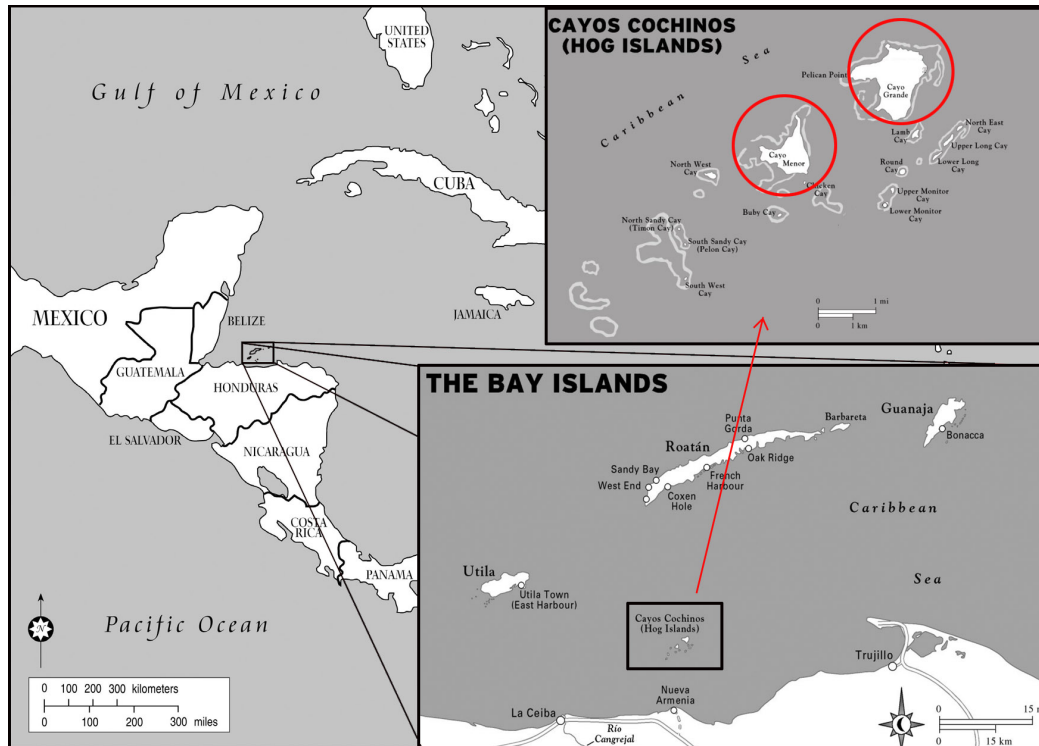 Gulf of Mexico
UNITED
STATES
CUBA
JAMAICA
MEXICO
BELIZE
GUATEMALA
HONDURAS
EL SALVADOR
NICARAGUA
COSTA
RICA
PANAMA
Pacific Ocean
N
0 100 200 300 kilometers
0 100 200 300 miles
CAYOS COCHINOS
(HOG ISLANDS)
Caribbean Sea
Pelican Point
Cayo
Grande
Lamb
Cay
North East
Cay
Upper Long Cay
Lower Long
Cay
Round
Cay
Upper Monitor
Cay
Lower Monitor
Cay
Cayo
Menor
North West
Cay
Chicken
Cay
Buby Cay
North Sandy Cay
(Timon Cay)
South Sandy Cay
(Pelon Cay)
South West
Cay
0 1 mi
0 1 km
THE BAY ISLANDS
Guanaja
Bonacca
Barbareta
Punta
Gorda
Roatán
Oak Ridge
French
Harbour
Sandy Bay
West End
Coxen
Hole
Caribbean
Sea
Utila
Utila Town
(East Harbour)
Cayos Cochinos
(Hog Islands)
Trujillo
Nueva
Armenia
La Ceiba
Río
Cangrejal
0 15 m
0 15 km